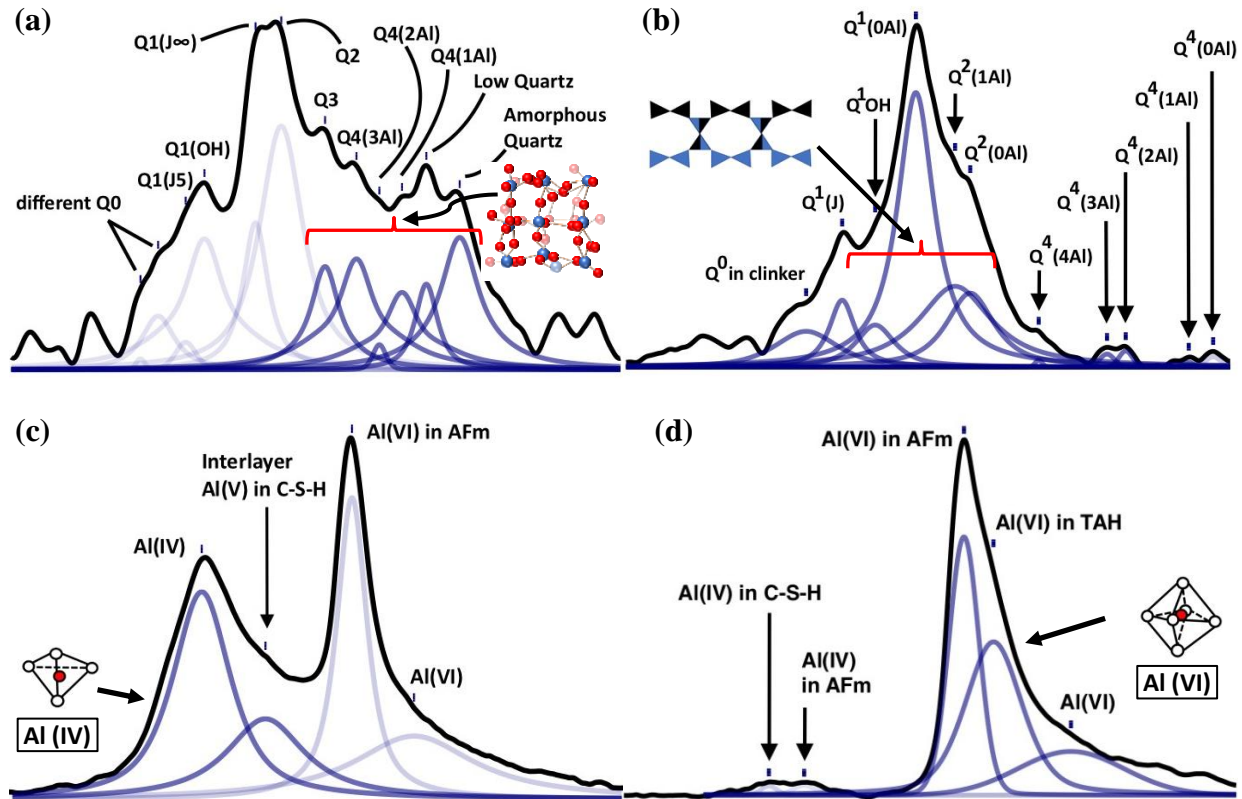 (a)
Q1(J∞)
Q2
Q4(2Al)
Q4(1Al)
Low Quartz
Q3
Q4(3Al)
Amorphous
Quartz
Q1(OH)
Q1(J5)
different Q0
(b)
Q1(0Al)
Q4(0Al)
Q2(1Al)
Q4(1Al)
Q1OH
Q4(2Al)
Q2(0Al)
Q1(J)
Q4(3Al)
Q0 in clinker
Q4(4Al)
(c)
Al(VI) in AFm
Interlayer
Al(V) in C-S-H
Al(IV)
Al(VI)
Al (IV)
(d)
Al(VI) in AFm
Al(VI) in TAH
Al(IV) in C-S-H
Al(IV)
in AFm
Al (VI)
Al(VI)